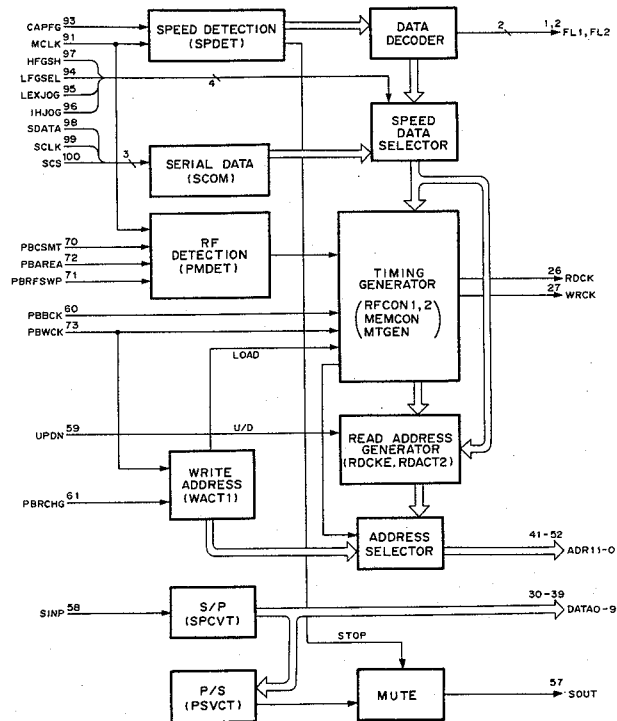 CAPFG 93
MCLK 91
HFGSH 97
LFGSEL 94
LEXJOG 95
IHJOG 96
SDATA 98
SCLK 99
SCS 100
4
3
SPEED DETECTION
(SPDET)
DATA
DECODER
2
1,2
FL1,FL2
SPEED
DATA
SELECTOR
SERIAL DATA
(SCOM)
PBCSMT 70
PBAREA 72
PBRFSWP 71
RF
DETECTION
(PMDET)
TIMING
GENERATOR
(RFCON1,2
MEMCON
MTGEN)
26
RDCK
27
WRCK
PBBCK 60
PBWCK 73
LOAD
UPDN 59
U/D
READ ADDRESS
GENERATOR
(RDCKE,RDACT2)
WRITE
ADDRESS
(WACT1)
PBRCHG 61
ADDRESS
SELECTOR
41-52
ADR11-0
SINP 58
S/P
(SPCVT)
30-39
DATA0-9
STOP
P/S
(PSVCT)
MUTE
57
SOUT